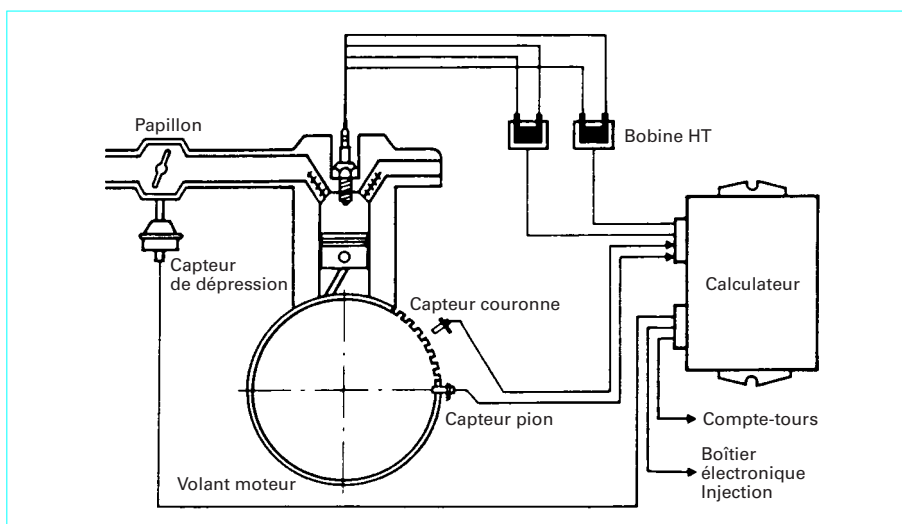 Papillon
Bobine HT
Capteur
de dépression
Capteur couronne
Calculateur
Capteur pion
Compte-tours
Volant moteur
Boîtier
électronique
Injection